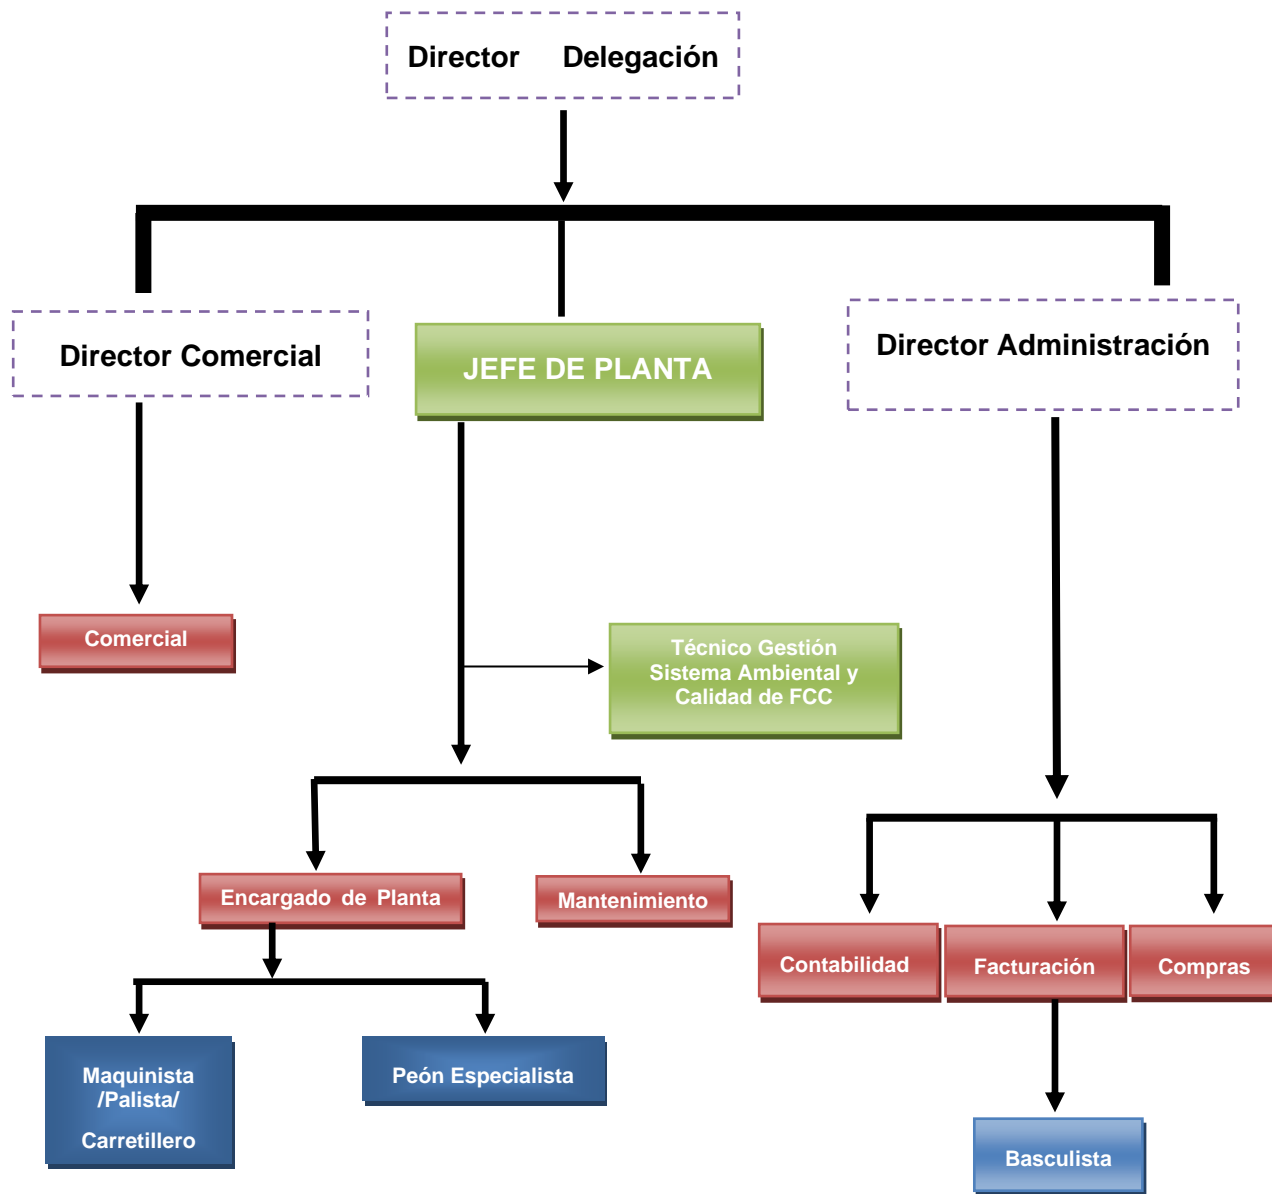 Director Delegación
Director Comercial
JEFE DE PLANTA
Director Administración
Comercial
Técnico Gestión
Sistema Ambiental y
Calidad de FCC
Encargado de Planta
Mantenimiento
Contabilidad
Facturación
Compras
Maquinista
/Palista/
Carretillero
Peón Especialista
Basculista